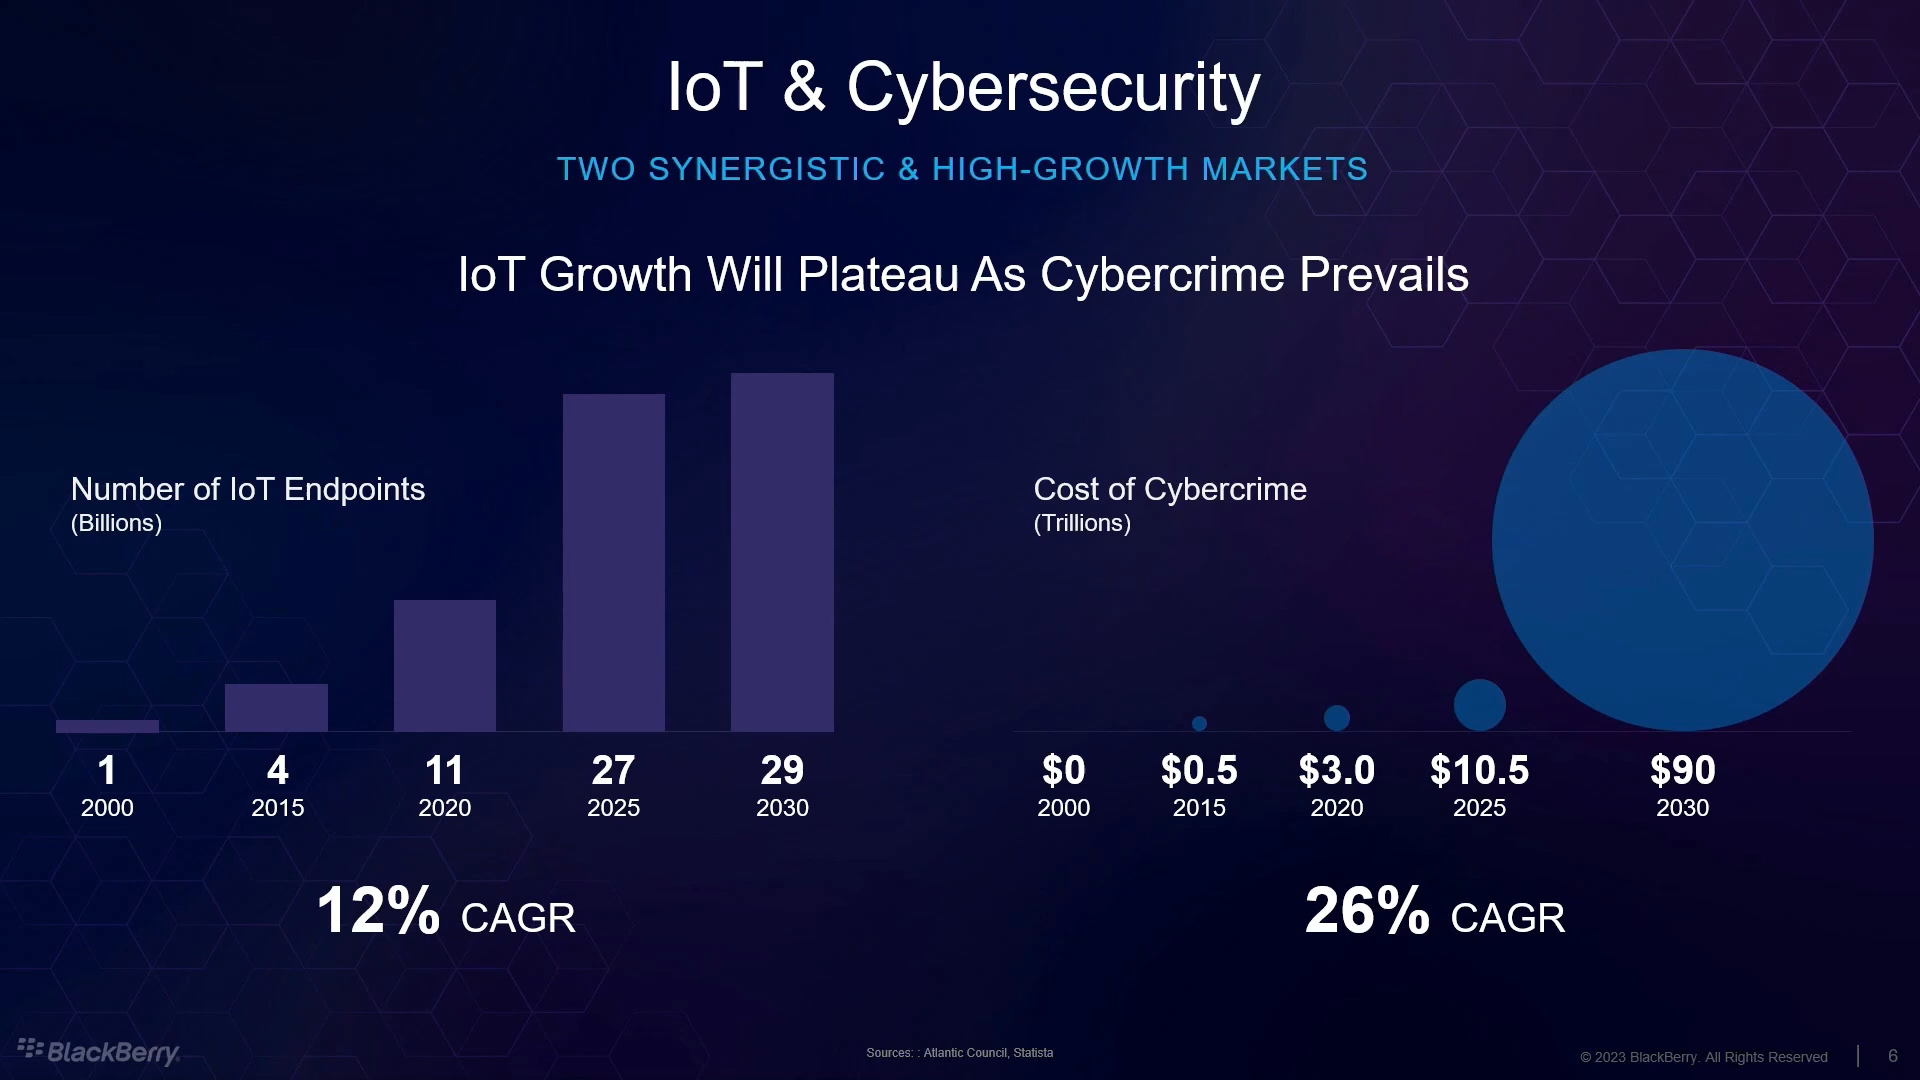 IoT & Cybersecurity
TWO SYNERGISTIC & HIGH-GROWTH MARKETS
IoT Growth Will Plateau As Cybercrime Prevails
Number of IoT Endpoints
(Billions)
1 4 11 27 29
2000 2015 2020 2025 2030
12% CAGR
Cost of Cybercrime
(Trillions)
$0 $0.5 $3.0 $10.5 $90
2000 2015 2020 2025 2030
26% CAGR
BlackBerry
Sources: : Atlantic Council, Statista
© 2023 BlackBerry. All Rights Reserved | 6